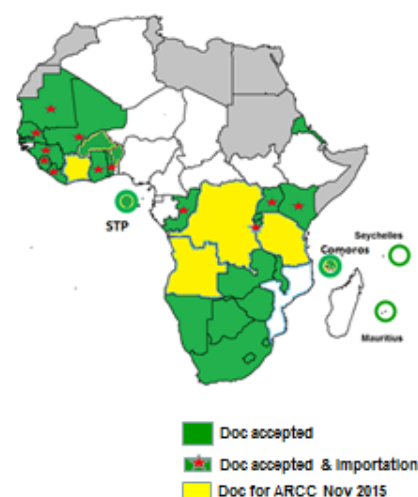 STP
Seychelles
Comoros
Mauritius
Doc accepted
Doc accepted & Importation
Doc for ARCC Nov 2015